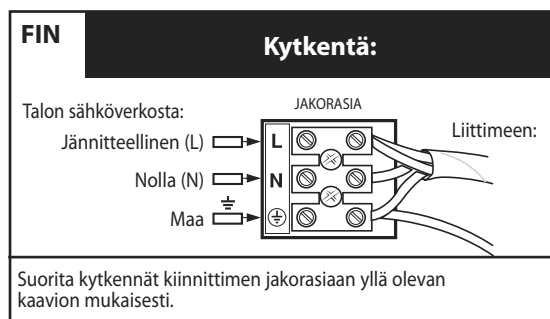 FIN
Kytkentä:
Talon sähköverkosta:
JAKORASIA
Liittimeen:
Jännitteellinen (L)
L
Nolla (N)
N
Maa
Suorita kytkennät kiinnittimen jakorasiaan yllä olevan
kaavion mukaisesti.